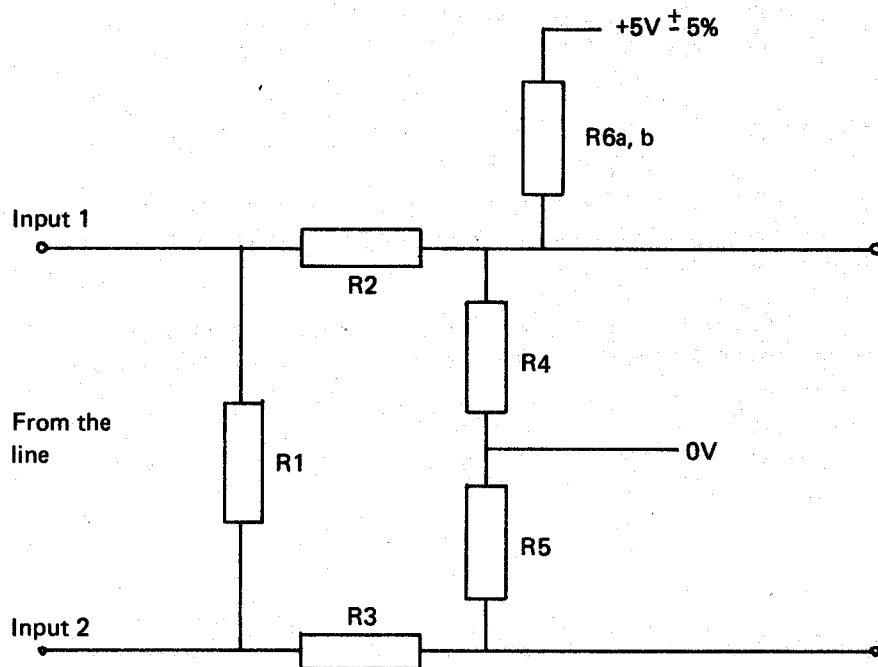 +5V ± 5%
R6a, b
Input 1
R2
R4
From the
line
R1
0V
R5
R3
Input 2